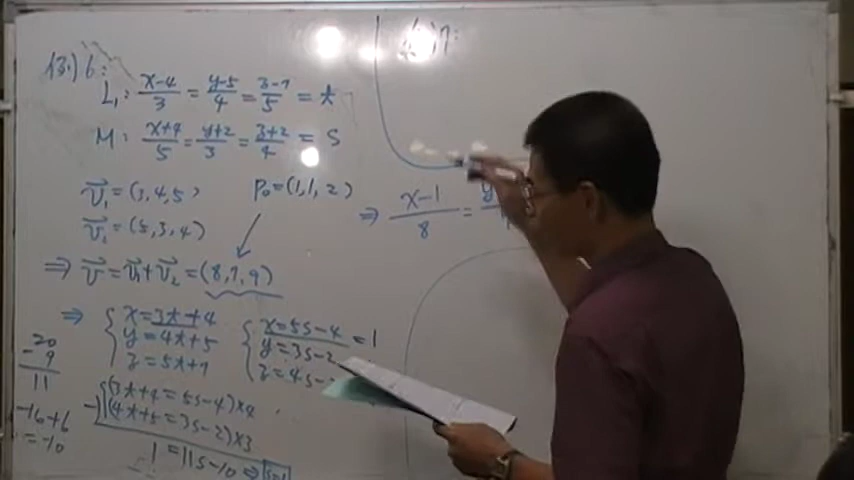 13.) 6:
L₁: (x-4)/3 = (y-5)/4 = (z-7)/5 = t
M: (x+4)/5 = (y+2)/3 = (z+2)/4 = S
v₁ = (3,4,5) P₀=(1,1,2)
v₂ = (5,3,4)
⇒ v = v₁+v₂ = (8,7,9)
⇒ { x=3t+4 { x=5s-4 = 1
y=4t+5 y=3s-2
z=5t+7 z=4s-
20
-9
11
(3t+4=5s-4)×4
-) (4t+5=3s-2)×3
1=11s-10 ⇒ s=1
-16+6
=-10
⇒ (x-1)/8 = y